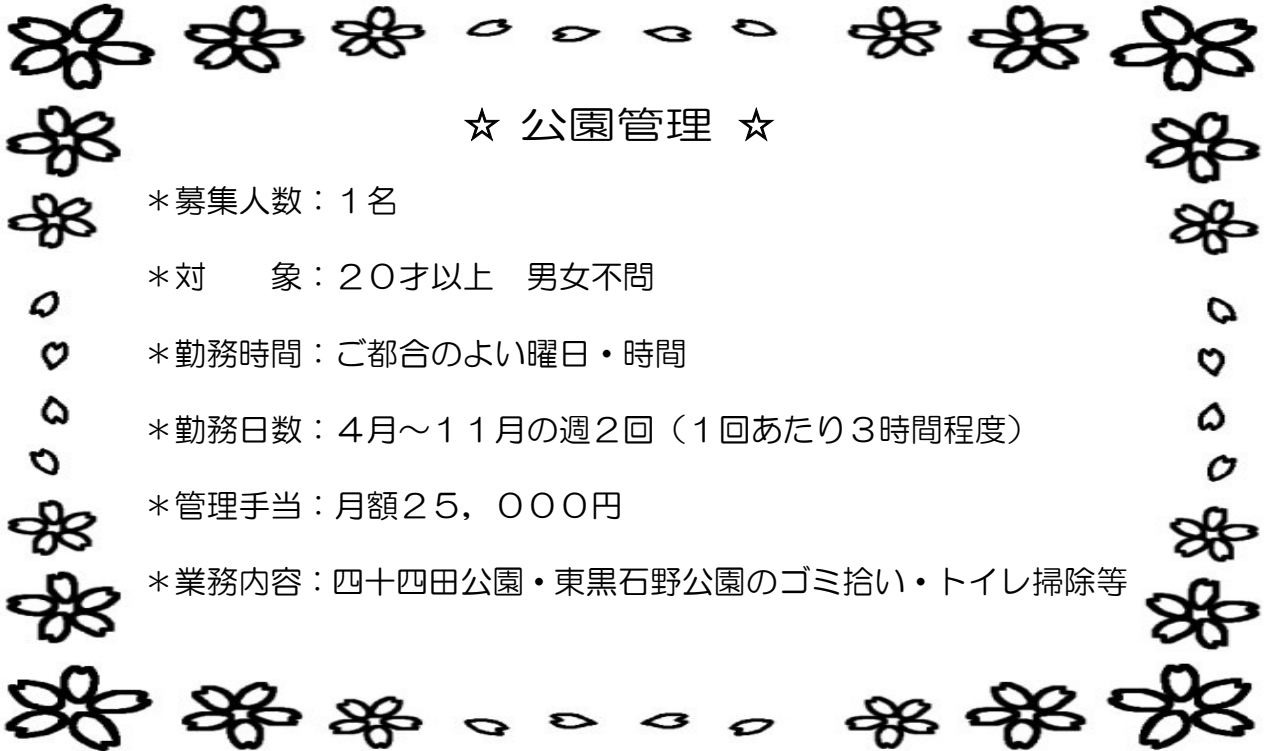 ☆ 公園管理 ☆
＊募集人数：１名
＊対　　象：２０才以上　男女不問
＊勤務時間：ご都合のよい曜日・時間
＊勤務日数：４月～１１月の週２回（１回あたり３時間程度）
＊管理手当：月額２５，０００円
＊業務内容：四十四田公園・東黒石野公園のゴミ拾い・トイレ掃除等